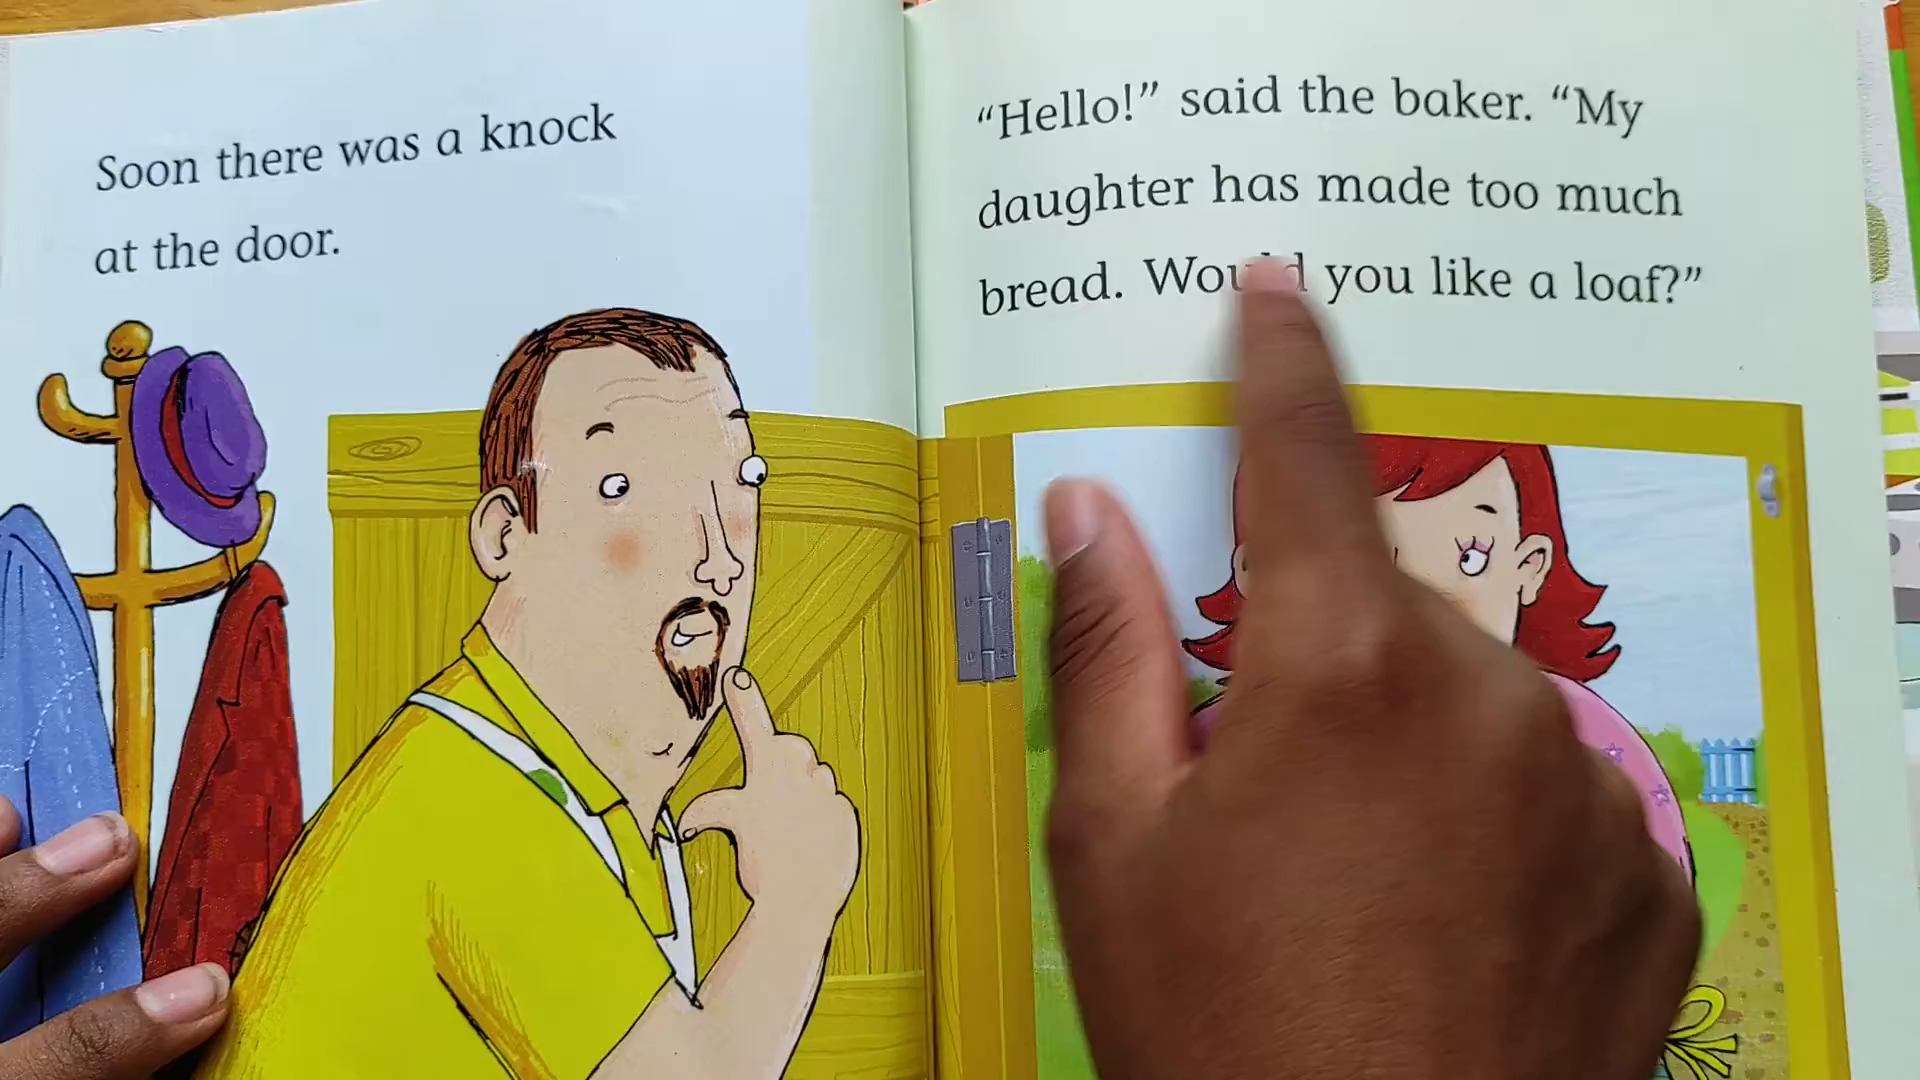 Soon there was a knock
at the door.
“Hello!” said the baker. “My
daughter has made too much
bread. Would you like a loaf?”